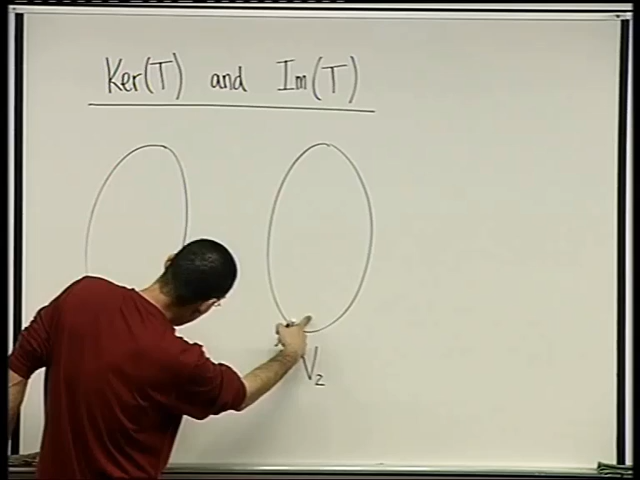 Ker(T) and Im(T)
V₂